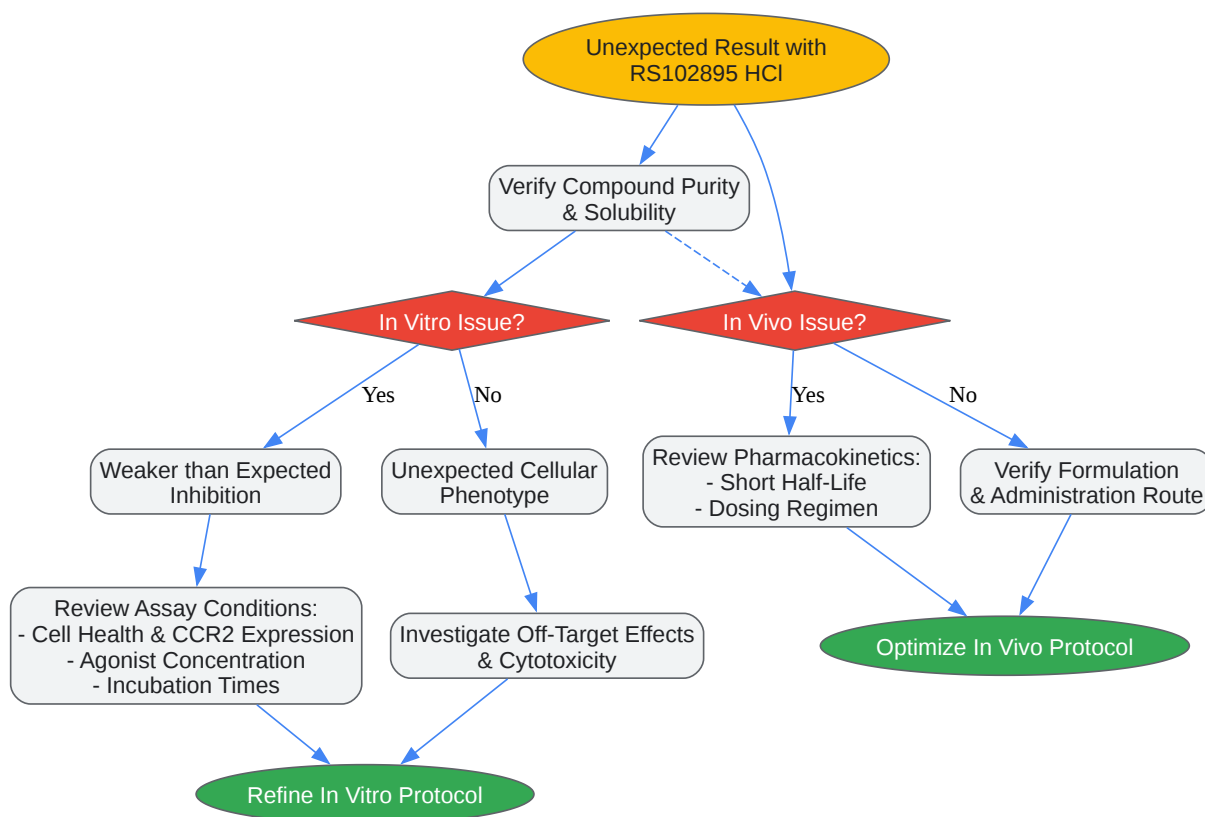 Unexpected Result with
RS102895 HCl
Verify Compound Purity
& Solubility
In Vitro Issue?
In Vivo Issue?
Yes
No
Yes
No
Weaker than Expected
Inhibition
Unexpected Cellular
Phenotype
Review Pharmacokinetics:
- Short Half-Life
- Dosing Regimen
Verify Formulation
& Administration Route
Review Assay Conditions:
- Cell Health & CCR2 Expression
- Agonist Concentration
- Incubation Times
Investigate Off-Target Effects
& Cytotoxicity
Optimize In Vivo Protocol
Refine In Vitro Protocol